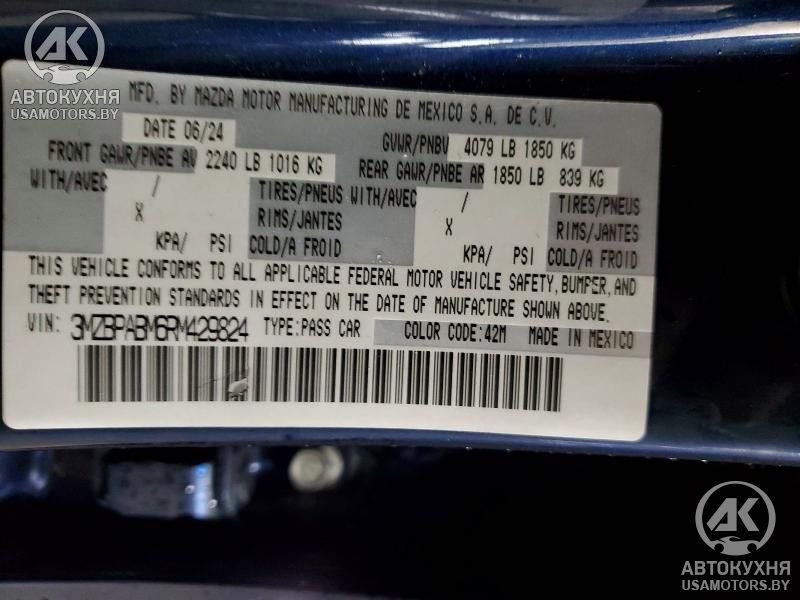 AK
АВТОКУХНЯ
USAMOTORS.BY
MFD. BY MAZDA MOTOR MANUFACTURING DE MEXICO S.A. DE C.V.
DATE 06/24 GVWR/PNBV 4079 LB 1850 KG
FRONT GAWR/PNBE AV 2240 LB 1016 KG REAR GAWR/PNBE AR 1850 LB 839 KG
WITH/AVEC / TIRES/PNEUS WITH/AVEC / TIRES/PNEUS
X RIMS/JANTES X RIMS/JANTES
KPA/ PSI COLD/A FROID KPA/ PSI COLD/A FROID
THIS VEHICLE CONFORMS TO ALL APPLICABLE FEDERAL MOTOR VEHICLE SAFETY, BUMPER, AND
THEFT PREVENTION STANDARDS IN EFFECT ON THE DATE OF MANUFACTURE SHOWN ABOVE.
VIN: 3MZBPABM6RM429824 TYPE:PASS CAR COLOR CODE:42M MADE IN MEXICO
AK
АВТОКУХНЯ
USAMOTORS.BY